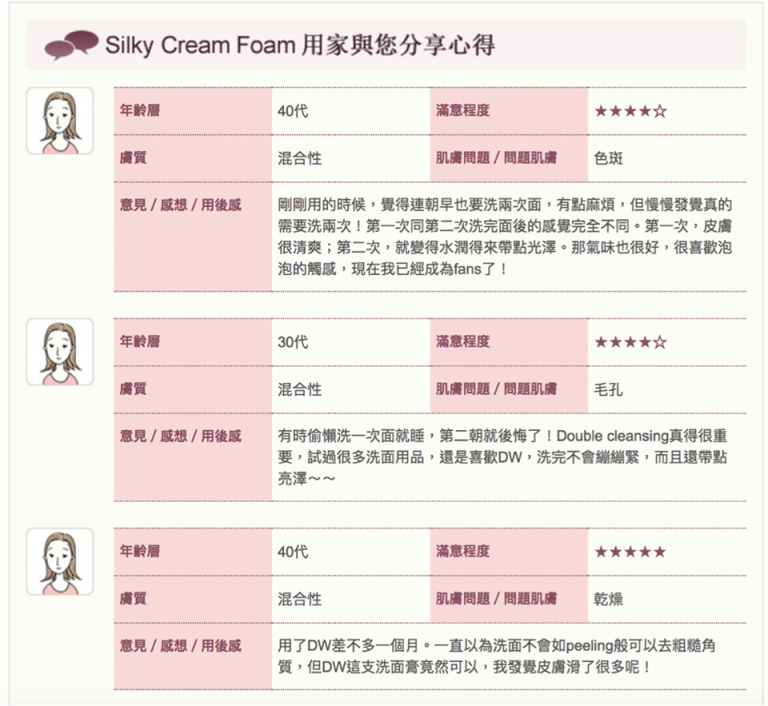 Silky Cream Foam 用家與您分享心得
年齡層 40代 滿意程度 ★★★★☆
膚質 混合性 肌膚問題 / 問題肌膚 色斑
意見 / 感想 / 用後感 剛剛用的時候，覺得連朝早也要洗兩次面，有點麻煩，但慢慢發覺真的
需要洗兩次！第一次同第二次洗完面後的感覺完全不同。第一次，皮膚
很清爽；第二次，就變得水潤得來帶點光澤。那氣味也很好，很喜歡泡
泡的觸感，現在我已經成為fans了！
年齡層 30代 滿意程度 ★★★★☆
膚質 混合性 肌膚問題 / 問題肌膚 毛孔
意見 / 感想 / 用後感 有時偷懶洗一次面就睡，第二朝就後悔了！Double cleansing真得很重
要，試過很多洗面用品，還是喜歡DW，洗完不會繃繃緊，而且還帶點
亮澤～～
年齡層 40代 滿意程度 ★★★★★
膚質 混合性 肌膚問題 / 問題肌膚 乾燥
意見 / 感想 / 用後感 用了DW差不多一個月。一直以為洗面不會如peeling般可以去粗糙角
質，但DW這支洗面膏竟然可以，我發覺皮膚滑了很多呢！